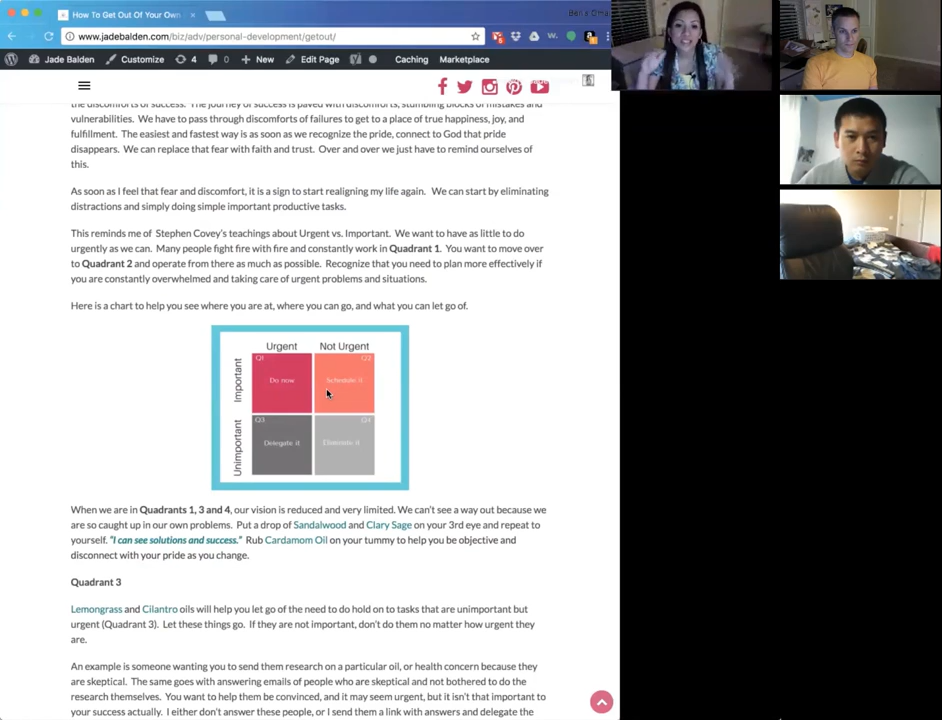 How To Get Out Of Your Own
www.jadebalden.com/biz/adv/personal-development/getout/
Jade Balden Customize 4 0 New Edit Page Caching Marketplace
the discomforts of success. The journey of success is paved with discomforts, stumbling blocks of mistakes and
vulnerabilities. We have to pass through discomforts of failures to get to a place of true happiness, joy, and
fulfillment. The easiest and fastest way is as soon as we recognize the pride, connect to God that pride
disappears. We can replace that fear with faith and trust. Over and over we just have to remind ourselves of
this.
As soon as I feel that fear and discomfort, it is a sign to start realigning my life again. We can start by eliminating
distractions and simply doing simple important productive tasks.
This reminds me of Stephen Covey's teachings about Urgent vs. Important. We want to have as little to do
urgently as we can. Many people fight fire with fire and constantly work in Quadrant 1. You want to move over
to Quadrant 2 and operate from there as much as possible. Recognize that you need to plan more effectively if
you are constantly overwhelmed and taking care of urgent problems and situations.
Here is a chart to help you see where you are at, where you can go, and what you can let go of.
Urgent Not Urgent
Important
Q1 Q2
Do now Schedule it
Unimportant
Q3 Q4
Delegate it Eliminate it
When we are in Quadrants 1, 3 and 4, our vision is reduced and very limited. We can't see a way out because we
are so caught up in our own problems. Put a drop of Sandalwood and Clary Sage on your 3rd eye and repeat to
yourself. "I can see solutions and success." Rub Cardamom Oil on your tummy to help you be objective and
disconnect with your pride as you change.
Quadrant 3
Lemongrass and Cilantro oils will help you let go of the need to do hold on to tasks that are unimportant but
urgent (Quadrant 3). Let these things go. If they are not important, don't do them no matter how urgent they
are.
An example is someone wanting you to send them research on a particular oil, or health concern because they
are skeptical. The same goes with answering emails of people who are skeptical and not bothered to do the
research themselves. You want to help them be convinced, and it may seem urgent, but it isn't that important to
your success actually. I either don't answer these people, or I send them a link with answers and delegate the